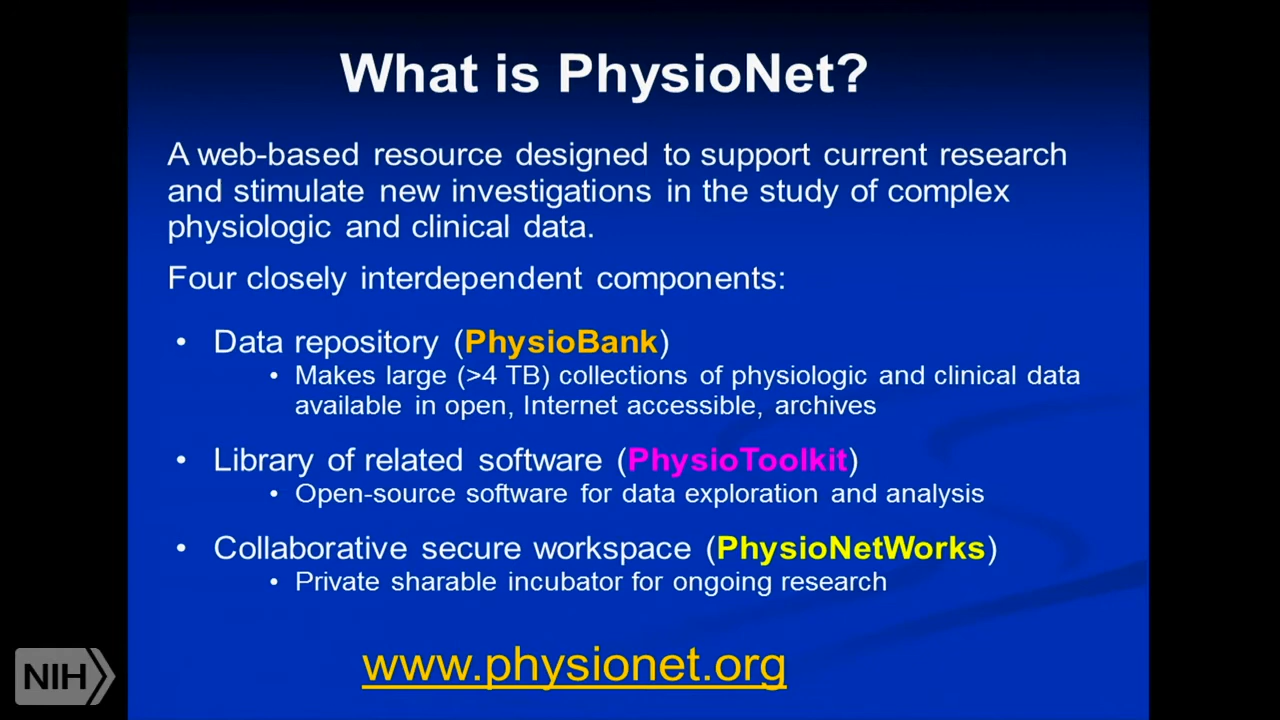 What is PhysioNet?
A web-based resource designed to support current research
and stimulate new investigations in the study of complex
physiologic and clinical data.
Four closely interdependent components:
• Data repository (PhysioBank)
• Makes large (>4 TB) collections of physiologic and clinical data
available in open, Internet accessible, archives
• Library of related software (PhysioToolkit)
• Open-source software for data exploration and analysis
• Collaborative secure workspace (PhysioNetWorks)
• Private sharable incubator for ongoing research
www.physionet.org
NIH